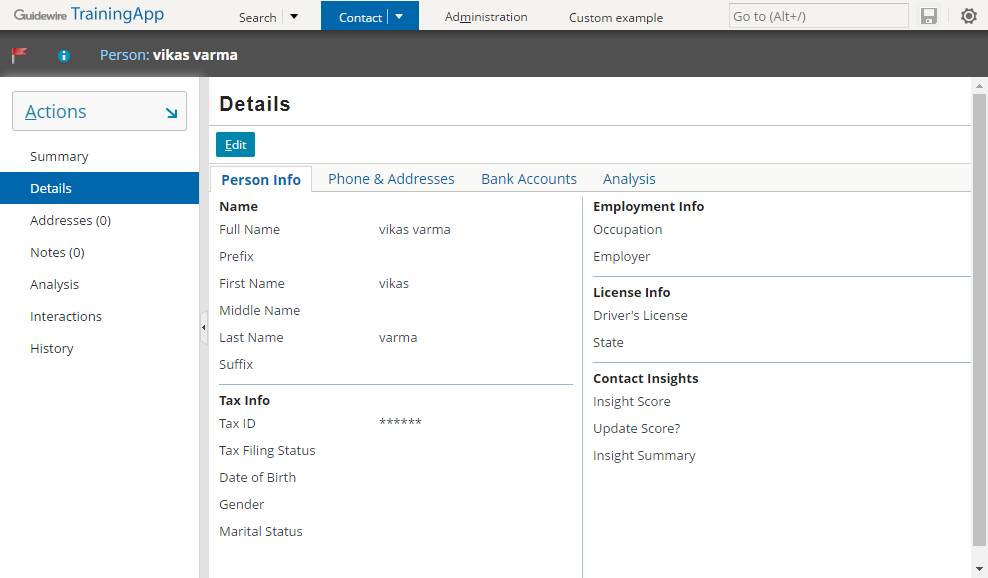 Guidewire TrainingApp Search Contact Administration Custom example Go to (Alt+/)
Person: vikas varma
Actions
Summary
Details
Addresses (0)
Notes (0)
Analysis
Interactions
History
Details
Edit
Person Info Phone & Addresses Bank Accounts Analysis
Name
Full Name vikas varma
Prefix
First Name vikas
Middle Name
Last Name varma
Suffix
Tax Info
Tax ID ******
Tax Filing Status
Date of Birth
Gender
Marital Status
Employment Info
Occupation
Employer
License Info
Driver's License
State
Contact Insights
Insight Score
Update Score?
Insight Summary